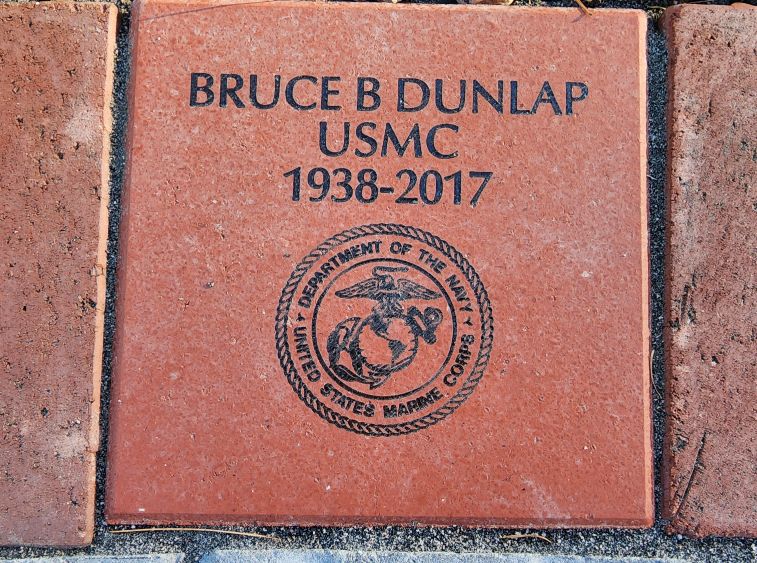 BRUCE B DUNLAP
USMC
1938-2017
DEPARTMENT OF THE NAVY
UNITED STATES MARINE CORPS